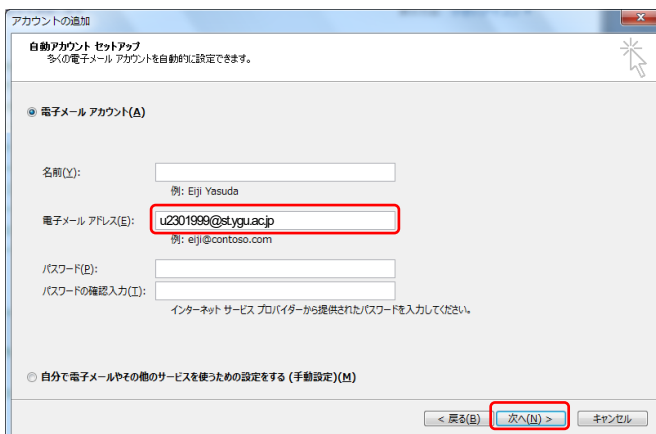 アカウントの追加
自動アカウント セットアップ
多くの電子メール アカウントを自動的に設定できます。
電子メール アカウント(A)
名前(Y):
例: Eiji Yasuda
電子メール アドレス(E): u2301999@st.ygu.ac.jp
例: eiji@contoso.com
パスワード(P):
パスワードの確認入力(T):
インターネット サービス プロバイダーから提供されたパスワードを入力してください。
自分で電子メールやその他のサービスを使うための設定をする (手動設定)(M)
< 戻る(B) 次へ(N) > キャンセル